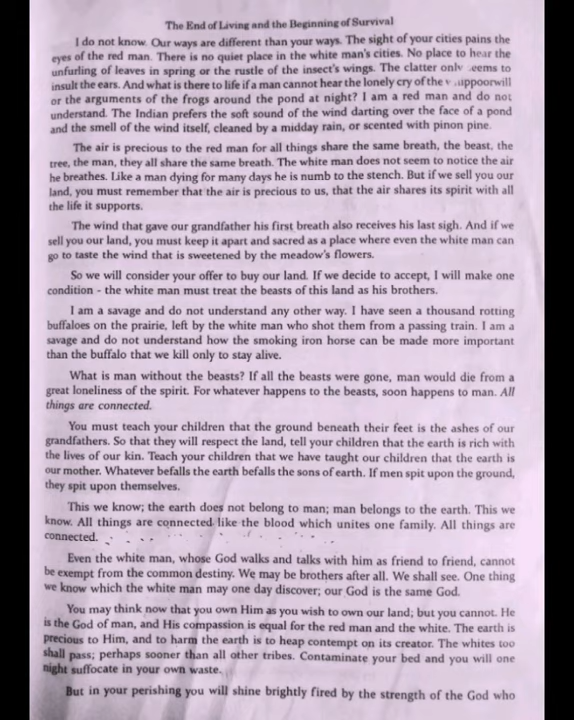 The End of Living and the Beginning of Survival
I do not know. Our ways are different than your ways. The sight of your cities pains the
eyes of the red man. There is no quiet place in the white man's cities. No place to hear the
unfurling of leaves in spring or the rustle of the insect's wings. The clatter only eems to
insult the ears. And what is there to life if a man cannot hear the lonely cry of the uppoorwill
or the arguments of the frogs around the pond at night? I am a red man and do not
understand. The Indian prefers the soft sound of the wind darting over the face of a pond
and the smell of the wind itself, cleaned by a midday rain, or scented with pinon pine.
The air is precious to the red man for all things share the same breath, the beast, the
tree, the man, they all share the same breath. The white man does not seem to notice the air
he breathes. Like a man dying for many days he is numb to the stench. But if we sell you our
land, you must remember that the air is precious to us, that the air shares its spirit with all
the life it supports.
The wind that gave our grandfather his first breath also receives his last sigh. And if we
sell you our land, you must keep it apart and sacred as a place where even the white man can
go to taste the wind that is sweetened by the meadow's flowers.
So we will consider your offer to buy our land. If we decide to accept, I will make one
condition - the white man must treat the beasts of this land as his brothers.
I am a savage and do not understand any other way. I have seen a thousand rotting
buffaloes on the prairie, left by the white man who shot them from a passing train. I am a
savage and do not understand how the smoking iron horse can be made more important
than the buffalo that we kill only to stay alive.
What is man without the beasts? If all the beasts were gone, man would die from a
great loneliness of the spirit. For whatever happens to the beasts, soon happens to man. All
things are connected.
You must teach your children that the ground beneath their feet is the ashes of our
grandfathers. So that they will respect the land, tell your children that the earth is rich with
the lives of our kin. Teach your children that we have taught our children that the earth is
our mother. Whatever befalls the earth befalls the sons of earth. If men spit upon the ground,
they spit upon themselves.
This we know; the earth does not belong to man; man belongs to the earth. This we
know. All things are connected like the blood which unites one family. All things are
connected.
Even the white man, whose God walks and talks with him as friend to friend, cannot
be exempt from the common destiny. We may be brothers after all. We shall see. One thing
we know which the white man may one day discover; our God is the same God.
You may think now that you own Him as you wish to own our land; but you cannot. He
is the God of man, and His compassion is equal for the red man and the white. The earth is
precious to Him, and to harm the earth is to heap contempt on its creator. The whites too
shall pass; perhaps sooner than all other tribes. Contaminate your bed and you will one
night suffocate in your own waste.
But in your perishing you will shine brightly fired by the strength of the God who